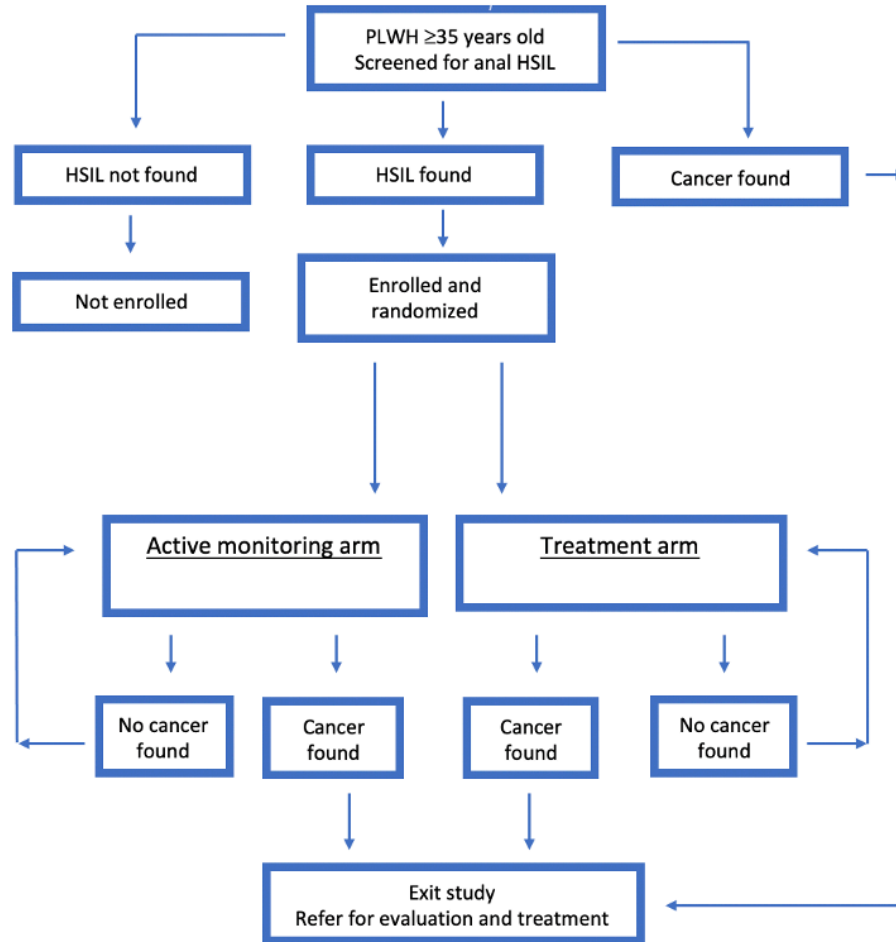 PLWH ≥35 years old
Screened for anal HSIL
HSIL not found
HSIL found
Cancer found
Not enrolled
Enrolled and
randomized
Active monitoring arm
Treatment arm
No cancer
found
Cancer
found
Cancer
found
No cancer
found
Exit study
Refer for evaluation and treatment